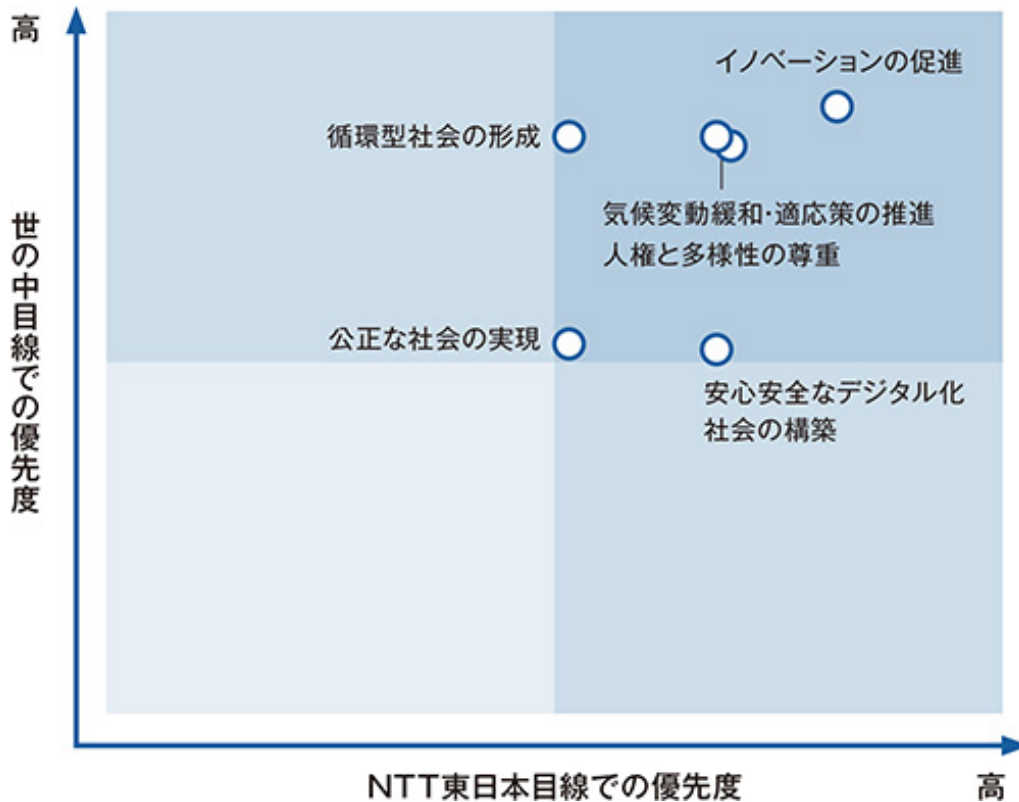 高
イノベーションの促進
循環型社会の形成
気候変動緩和・適応策の推進
人権と多様性の尊重
世の中目線での優先度
公正な社会の実現
安心安全なデジタル化
社会の構築
NTT東日本目線での優先度
高